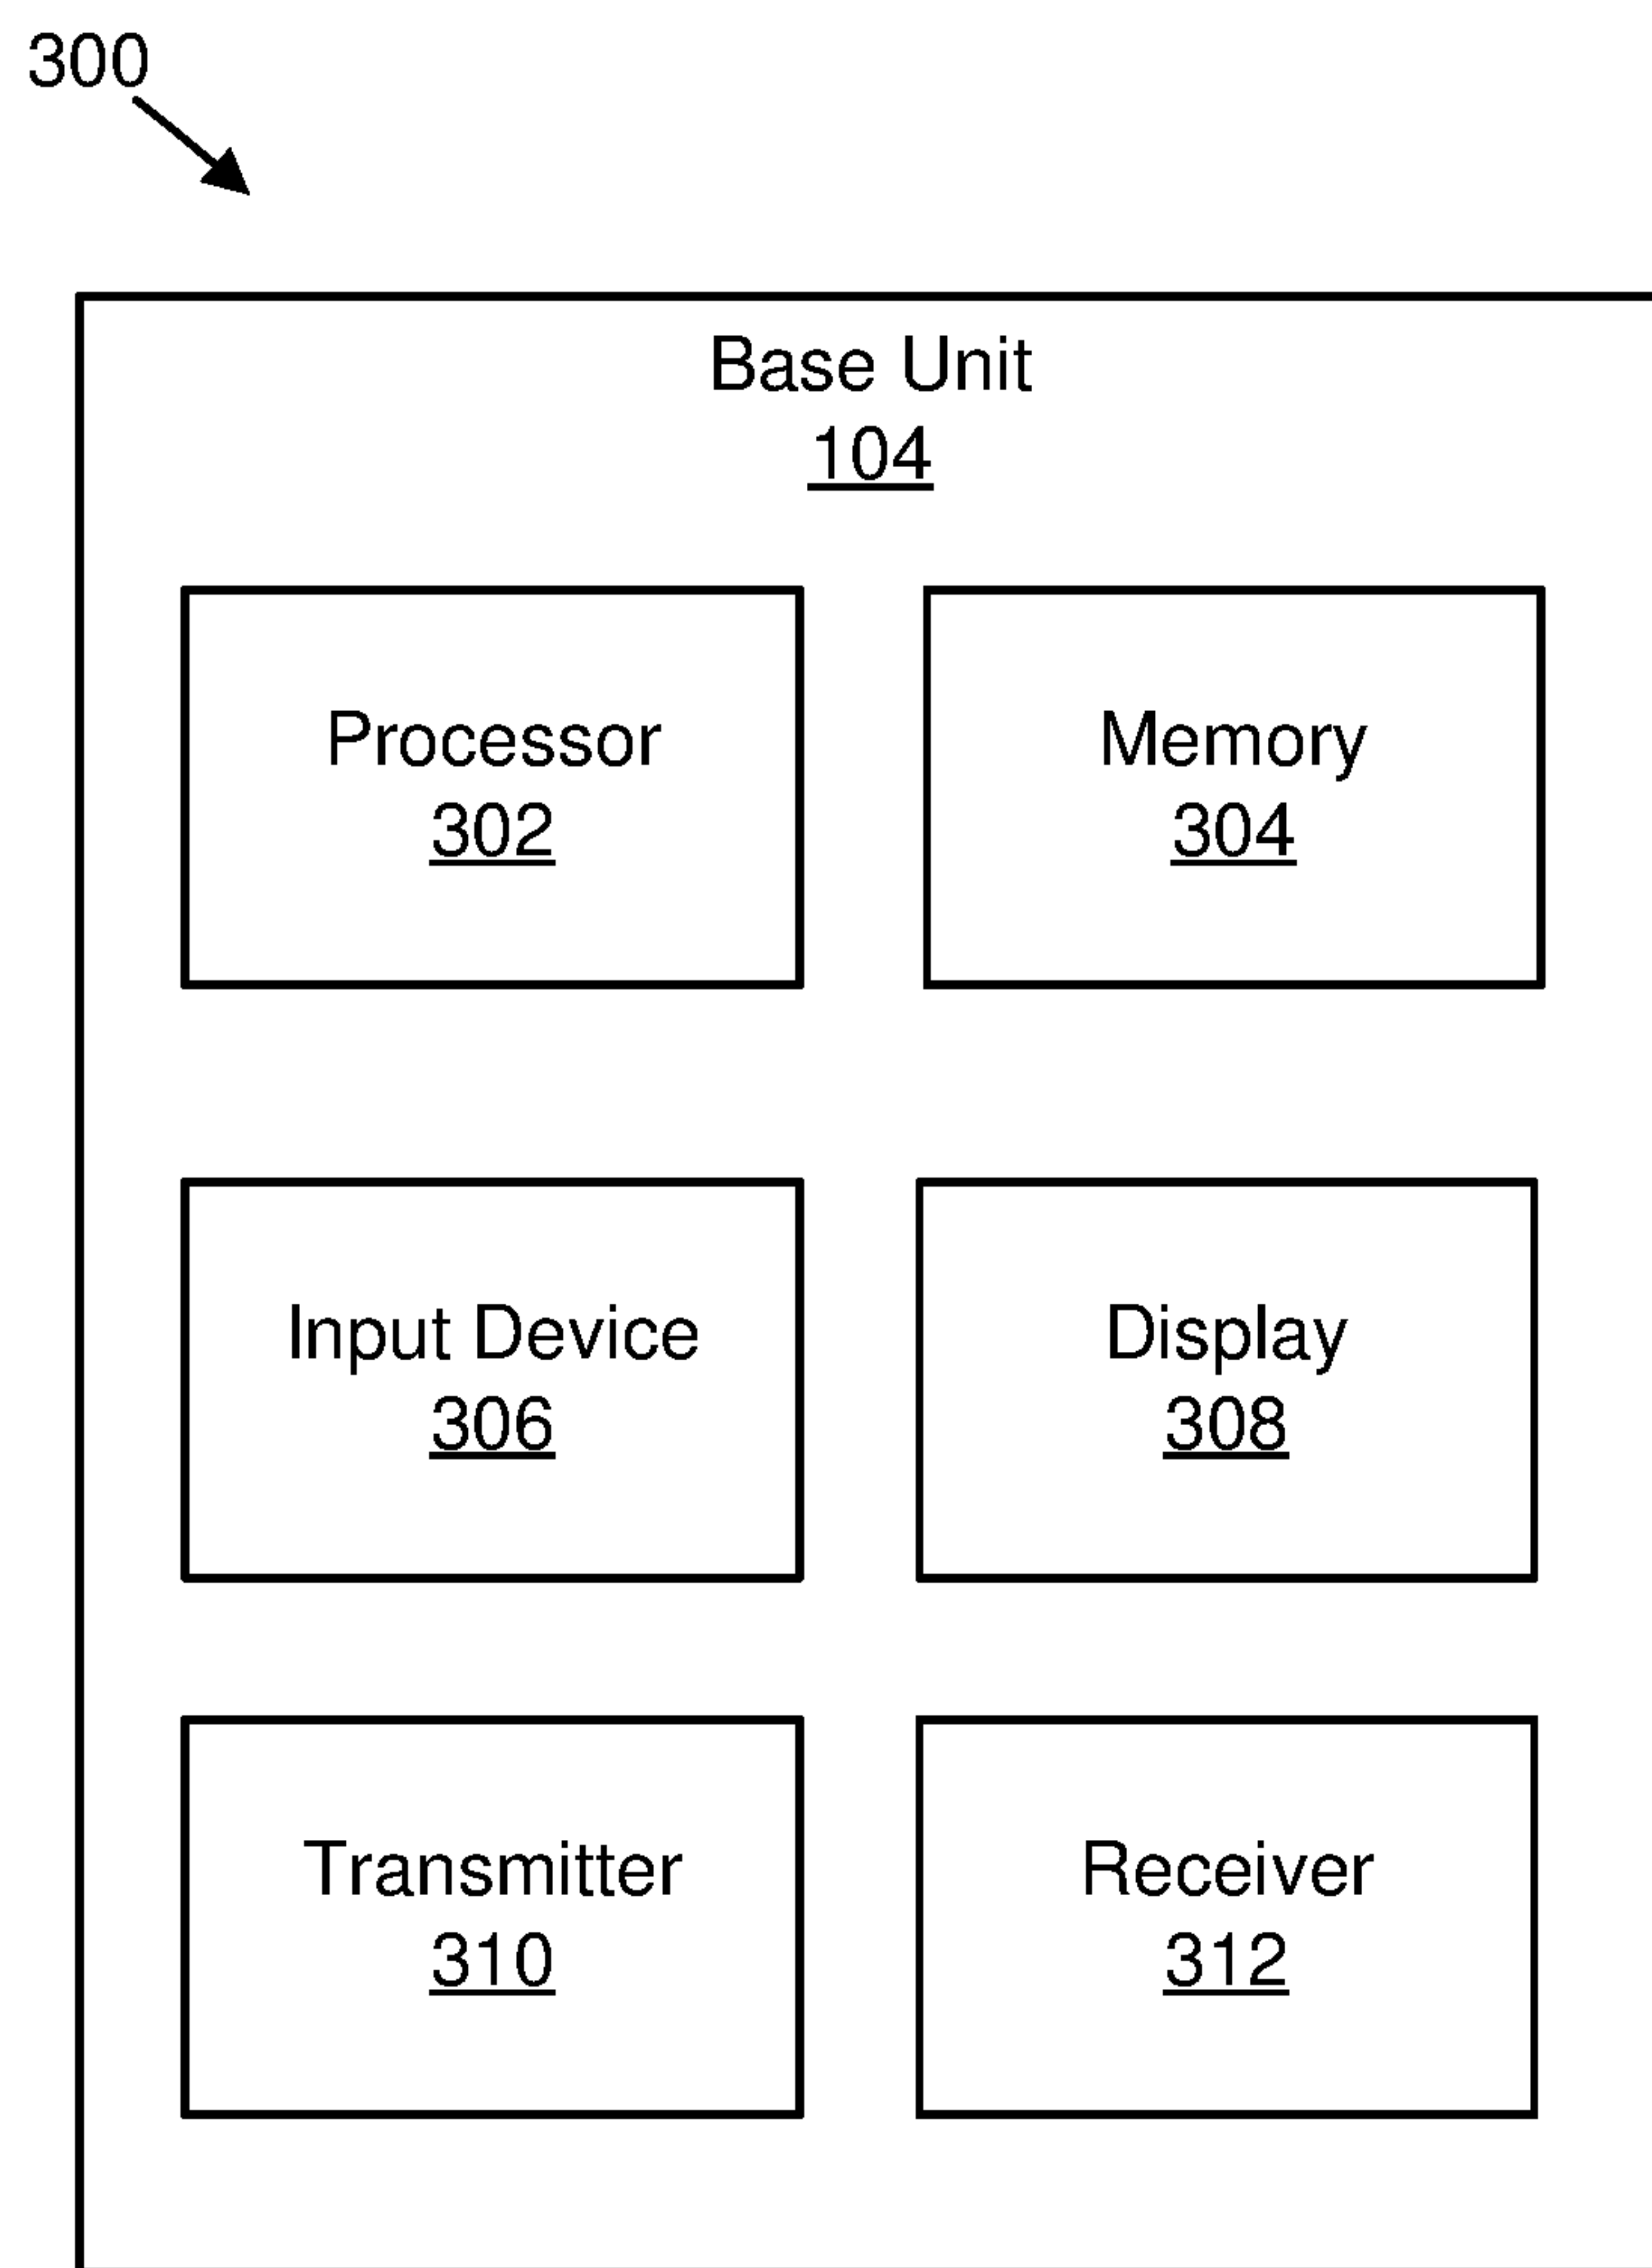 300
Base Unit
104
Processor
302
Memory
304
Input Device
306
Display
308
Transmitter
310
Receiver
312